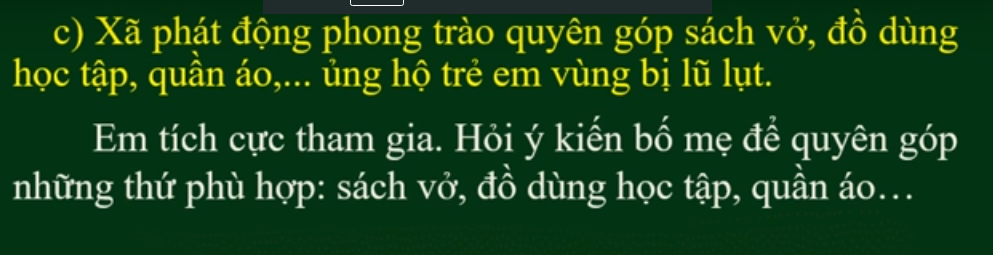 c) Xã phát động phong trào quyên góp sách vở, đồ dùng
học tập, quần áo,... ủng hộ trẻ em vùng bị lũ lụt.
Em tích cực tham gia. Hỏi ý kiến bố mẹ để quyên góp
những thứ phù hợp: sách vở, đồ dùng học tập, quần áo…